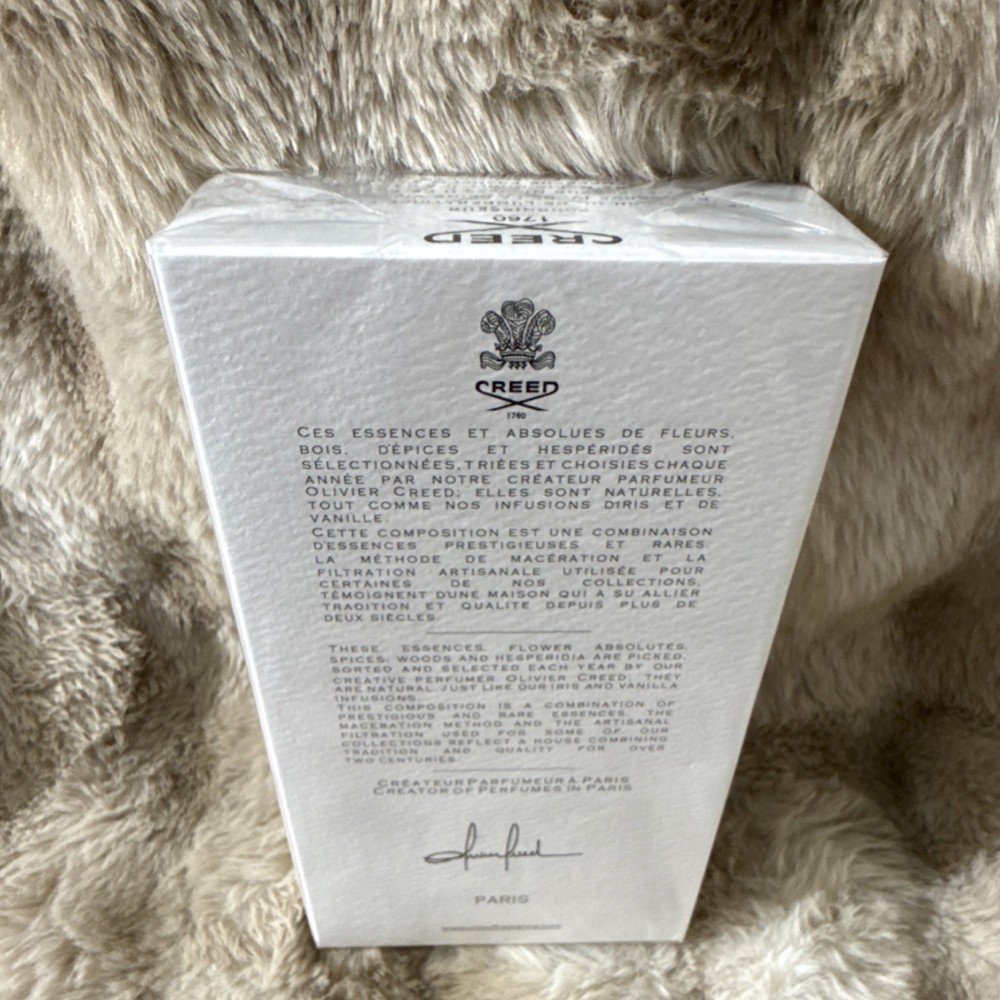 CREED
1760
CREED
1760
CES ESSENCES ET ABSOLUES DE FLEURS,
BOIS, D'ÉPICES ET HESPÉRIDÉS SONT
SÉLECTIONNÉES, TRIÉES ET CHOISIES CHAQUE
ANNÉE PAR NOTRE CRÉATEUR PARFUMEUR
OLIVIER CREED. ELLES SONT NATURELLES,
TOUT COMME NOS INFUSIONS D'IRIS ET DE
VANILLE.
CETTE COMPOSITION EST UNE COMBINAISON
D'ESSENCES PRESTIGIEUSES ET RARES.
LA MÉTHODE DE MACÉRATION ET LA
FILTRATION ARTISANALE UTILISÉE POUR
CERTAINES DE NOS COLLECTIONS,
TÉMOIGNENT D'UNE MAISON QUI A SU ALLIER
TRADITION ET QUALITE DEPUIS PLUS DE
DEUX SIÈCLES.
THESE ESSENCES, FLOWER ABSOLUTES,
SPICES, WOODS AND HESPERIDIA ARE PICKED,
SORTED AND SELECTED EACH YEAR BY OUR
CREATIVE PERFUMER OLIVIER CREED. THEY
ARE NATURAL, JUST LIKE OUR IRIS AND VANILLA
INFUSIONS.
THIS COMPOSITION IS A COMBINATION OF
PRESTIGIOUS AND RARE ESSENCES. THE
MACERATION METHOD AND THE ARTISANAL
FILTRATION USED FOR SOME OF OUR
COLLECTIONS REFLECT A HOUSE COMBINING
TRADITION AND QUALITY FOR OVER
TWO CENTURIES.
CRÉATEUR PARFUMEUR À PARIS
CREATOR OF PERFUMES IN PARIS
PARIS